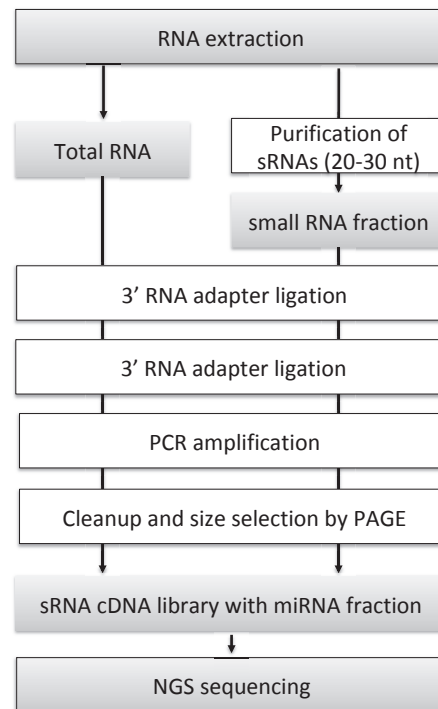 RNA extraction
Total RNA
Purification of
sRNAs (20-30 nt)
small RNA fraction
3’ RNA adapter ligation
3’ RNA adapter ligation
PCR amplification
Cleanup and size selection by PAGE
sRNA cDNA library with miRNA fraction
NGS sequencing